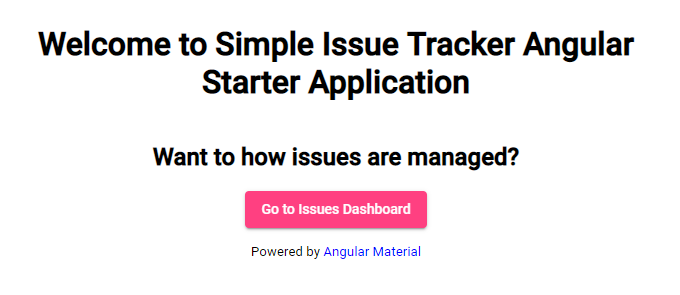 Welcome to Simple Issue Tracker Angular
Starter Application
Want to how issues are managed?
Go to Issues Dashboard
Powered by Angular Material